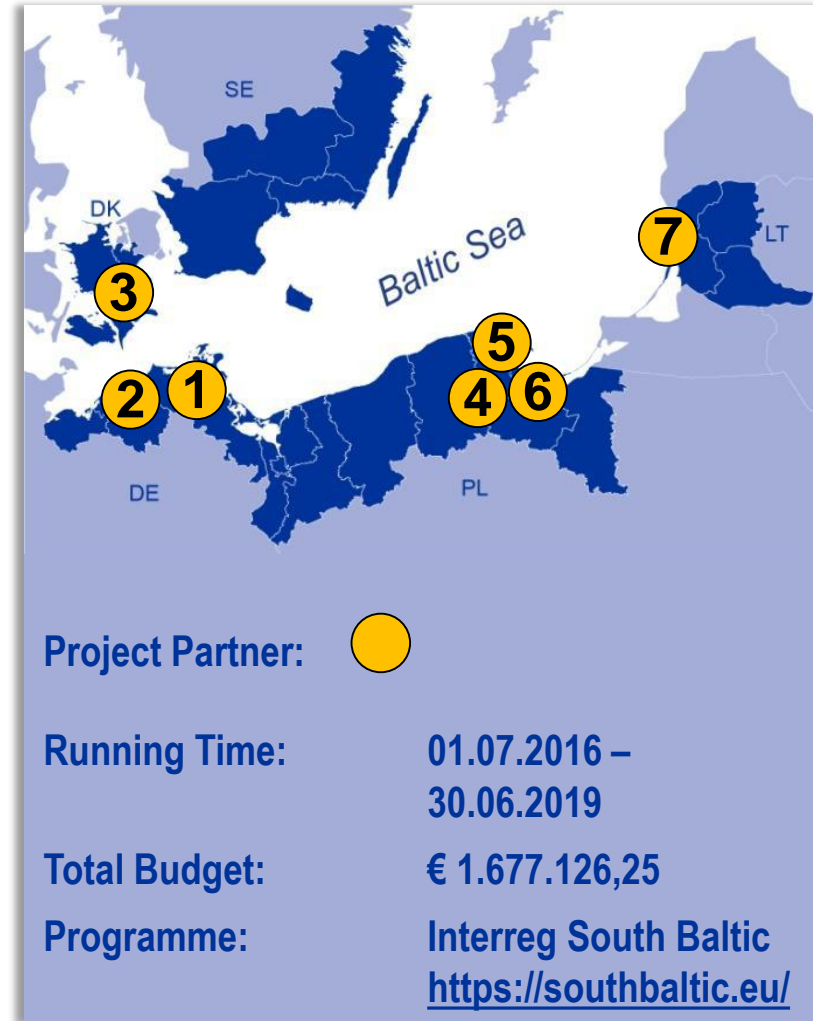 SE
DK
7
LT
Baltic Sea
3
5
2
1
4
6
DE
PL
Project Partner:
Running Time: 01.07.2016 –
30.06.2019
Total Budget: € 1.677.126,25
Programme: Interreg South Baltic
https://southbaltic.eu/